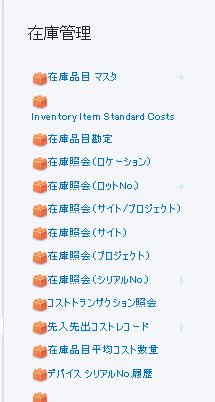 在庫管理
在庫品目 マスタ
Inventory Item Standard Costs
在庫品目勘定
在庫照会（ロケーション）
在庫照会（ロットNo.）
在庫照会（サイト/プロジェクト）
在庫照会（サイト）
在庫照会（プロジェクト）
在庫照会（シリアルNo.）
コストトランザクション照会
先入先出コストレコード
在庫品目平均コスト数量
デバイス シリアルNo.履歴